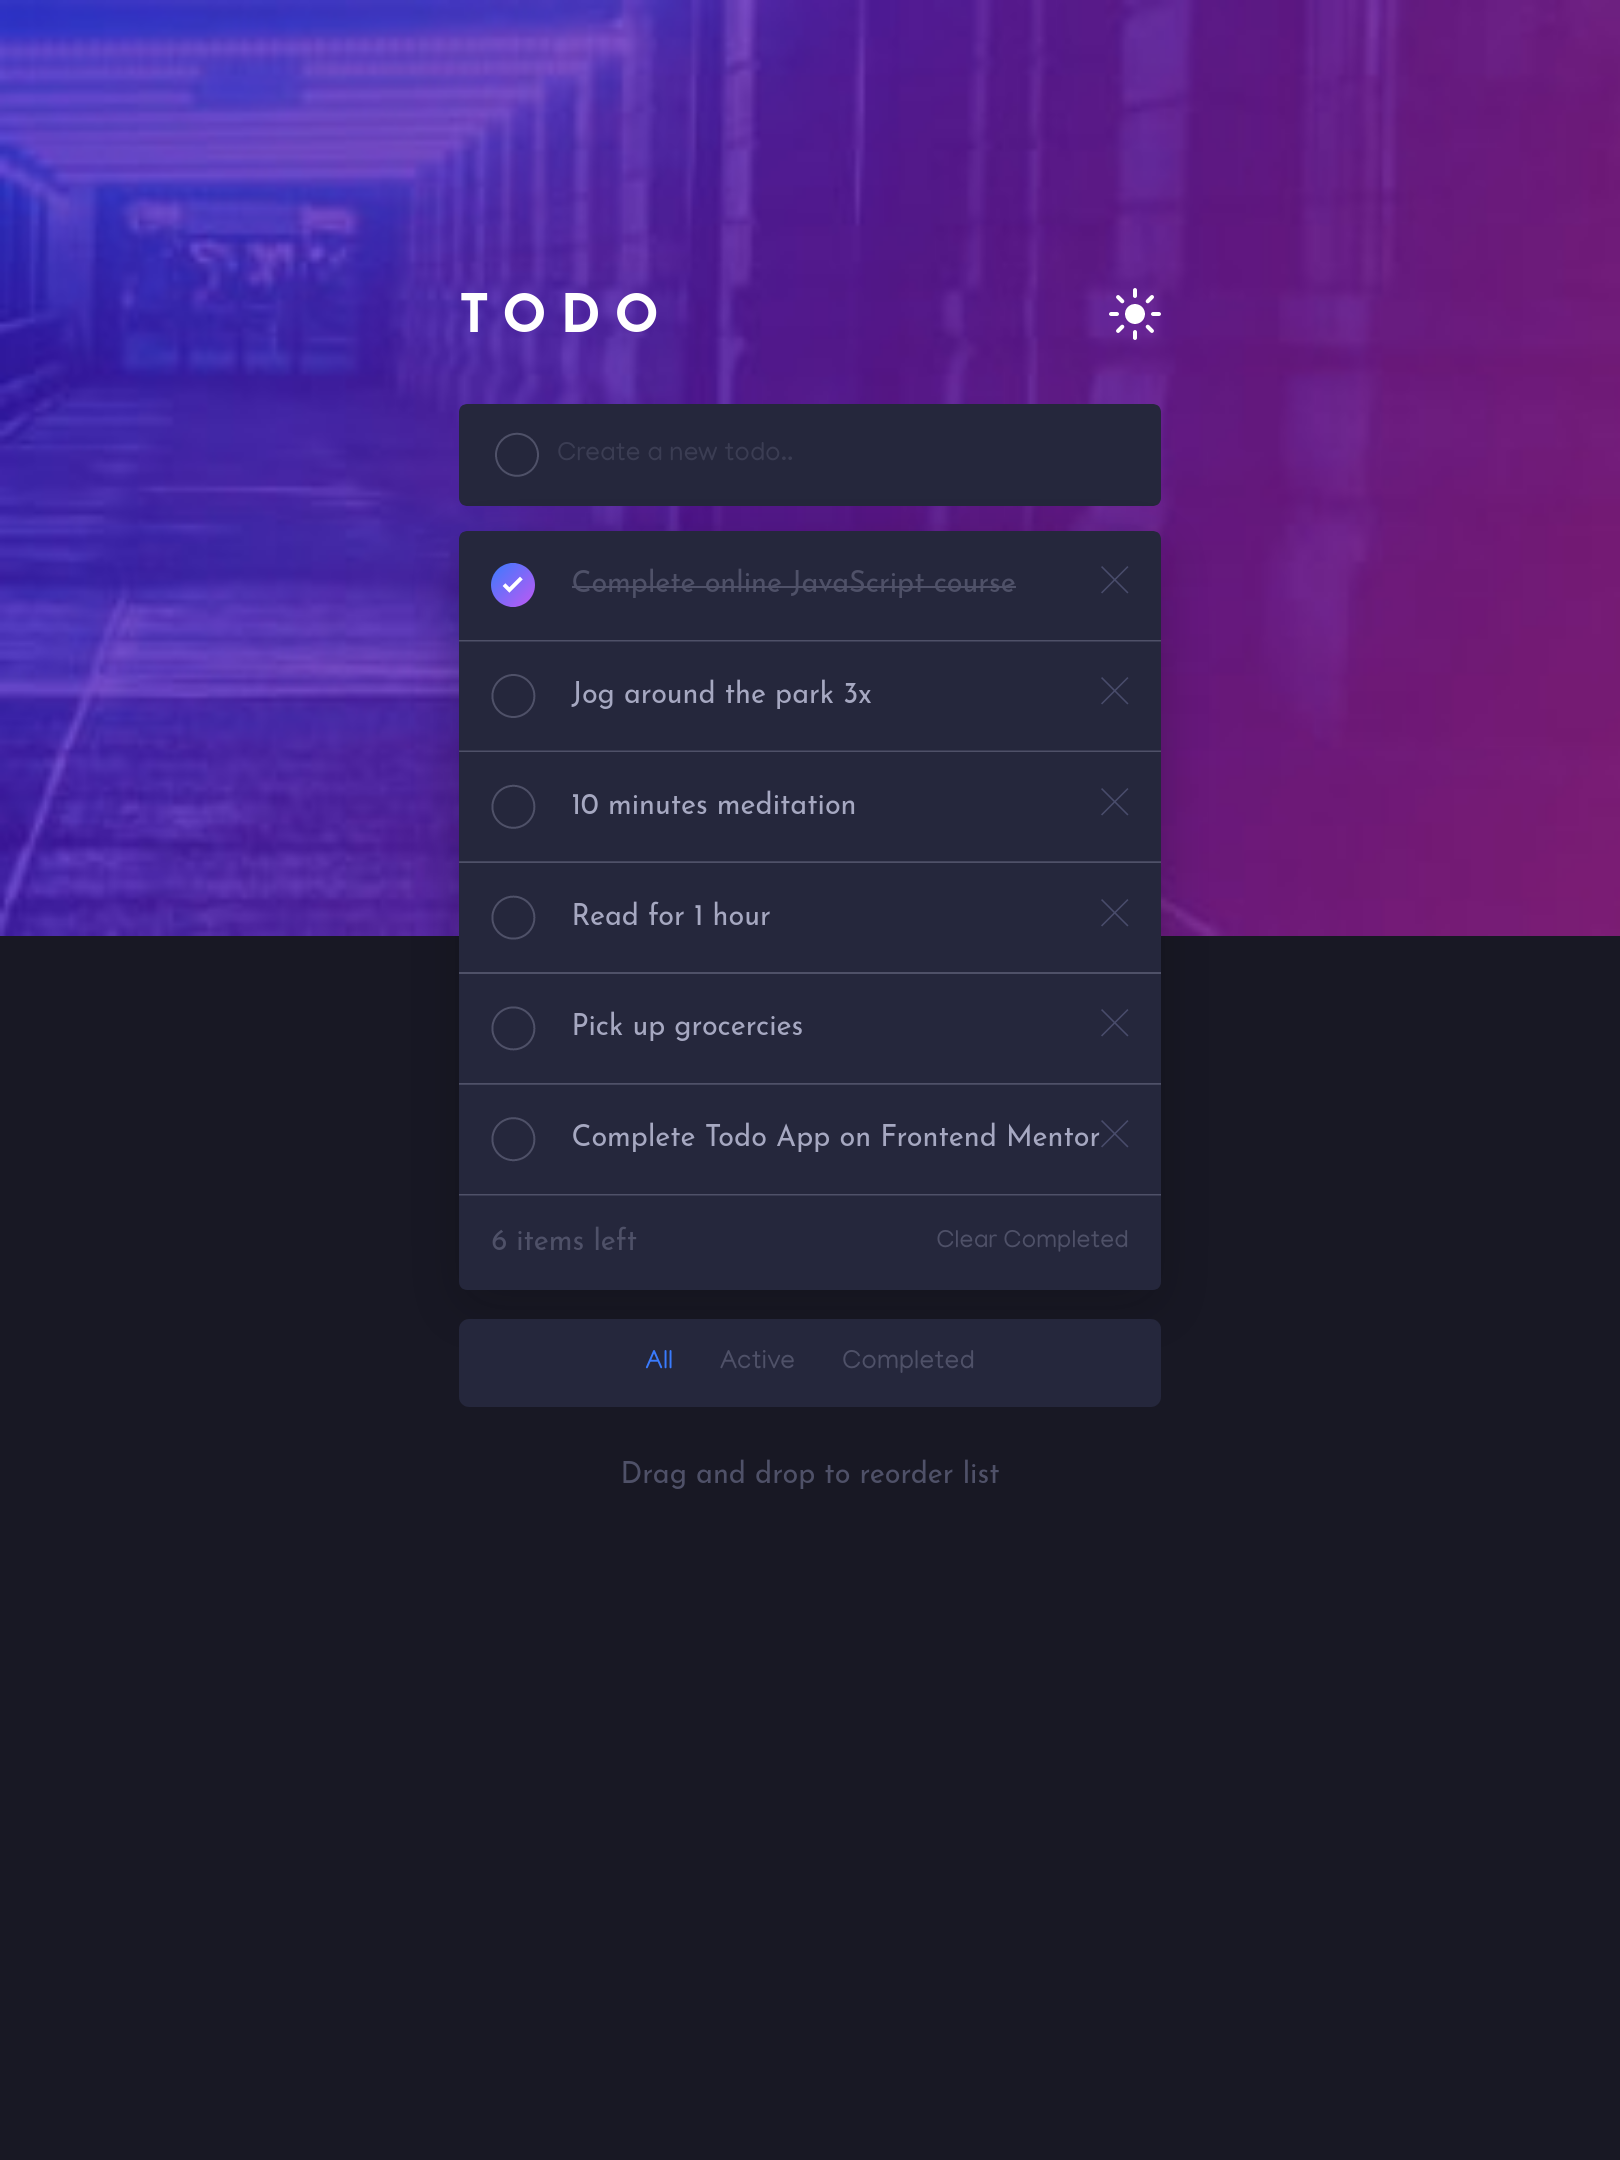 TODO
Create a new todo..
Complete online JavaScript course
Jog around the park 3x
10 minutes meditation
Read for 1 hour
Pick up grocercies
Complete Todo App on Frontend Mentor
6 items left
Clear Completed
All
Active
Completed
Drag and drop to reorder list